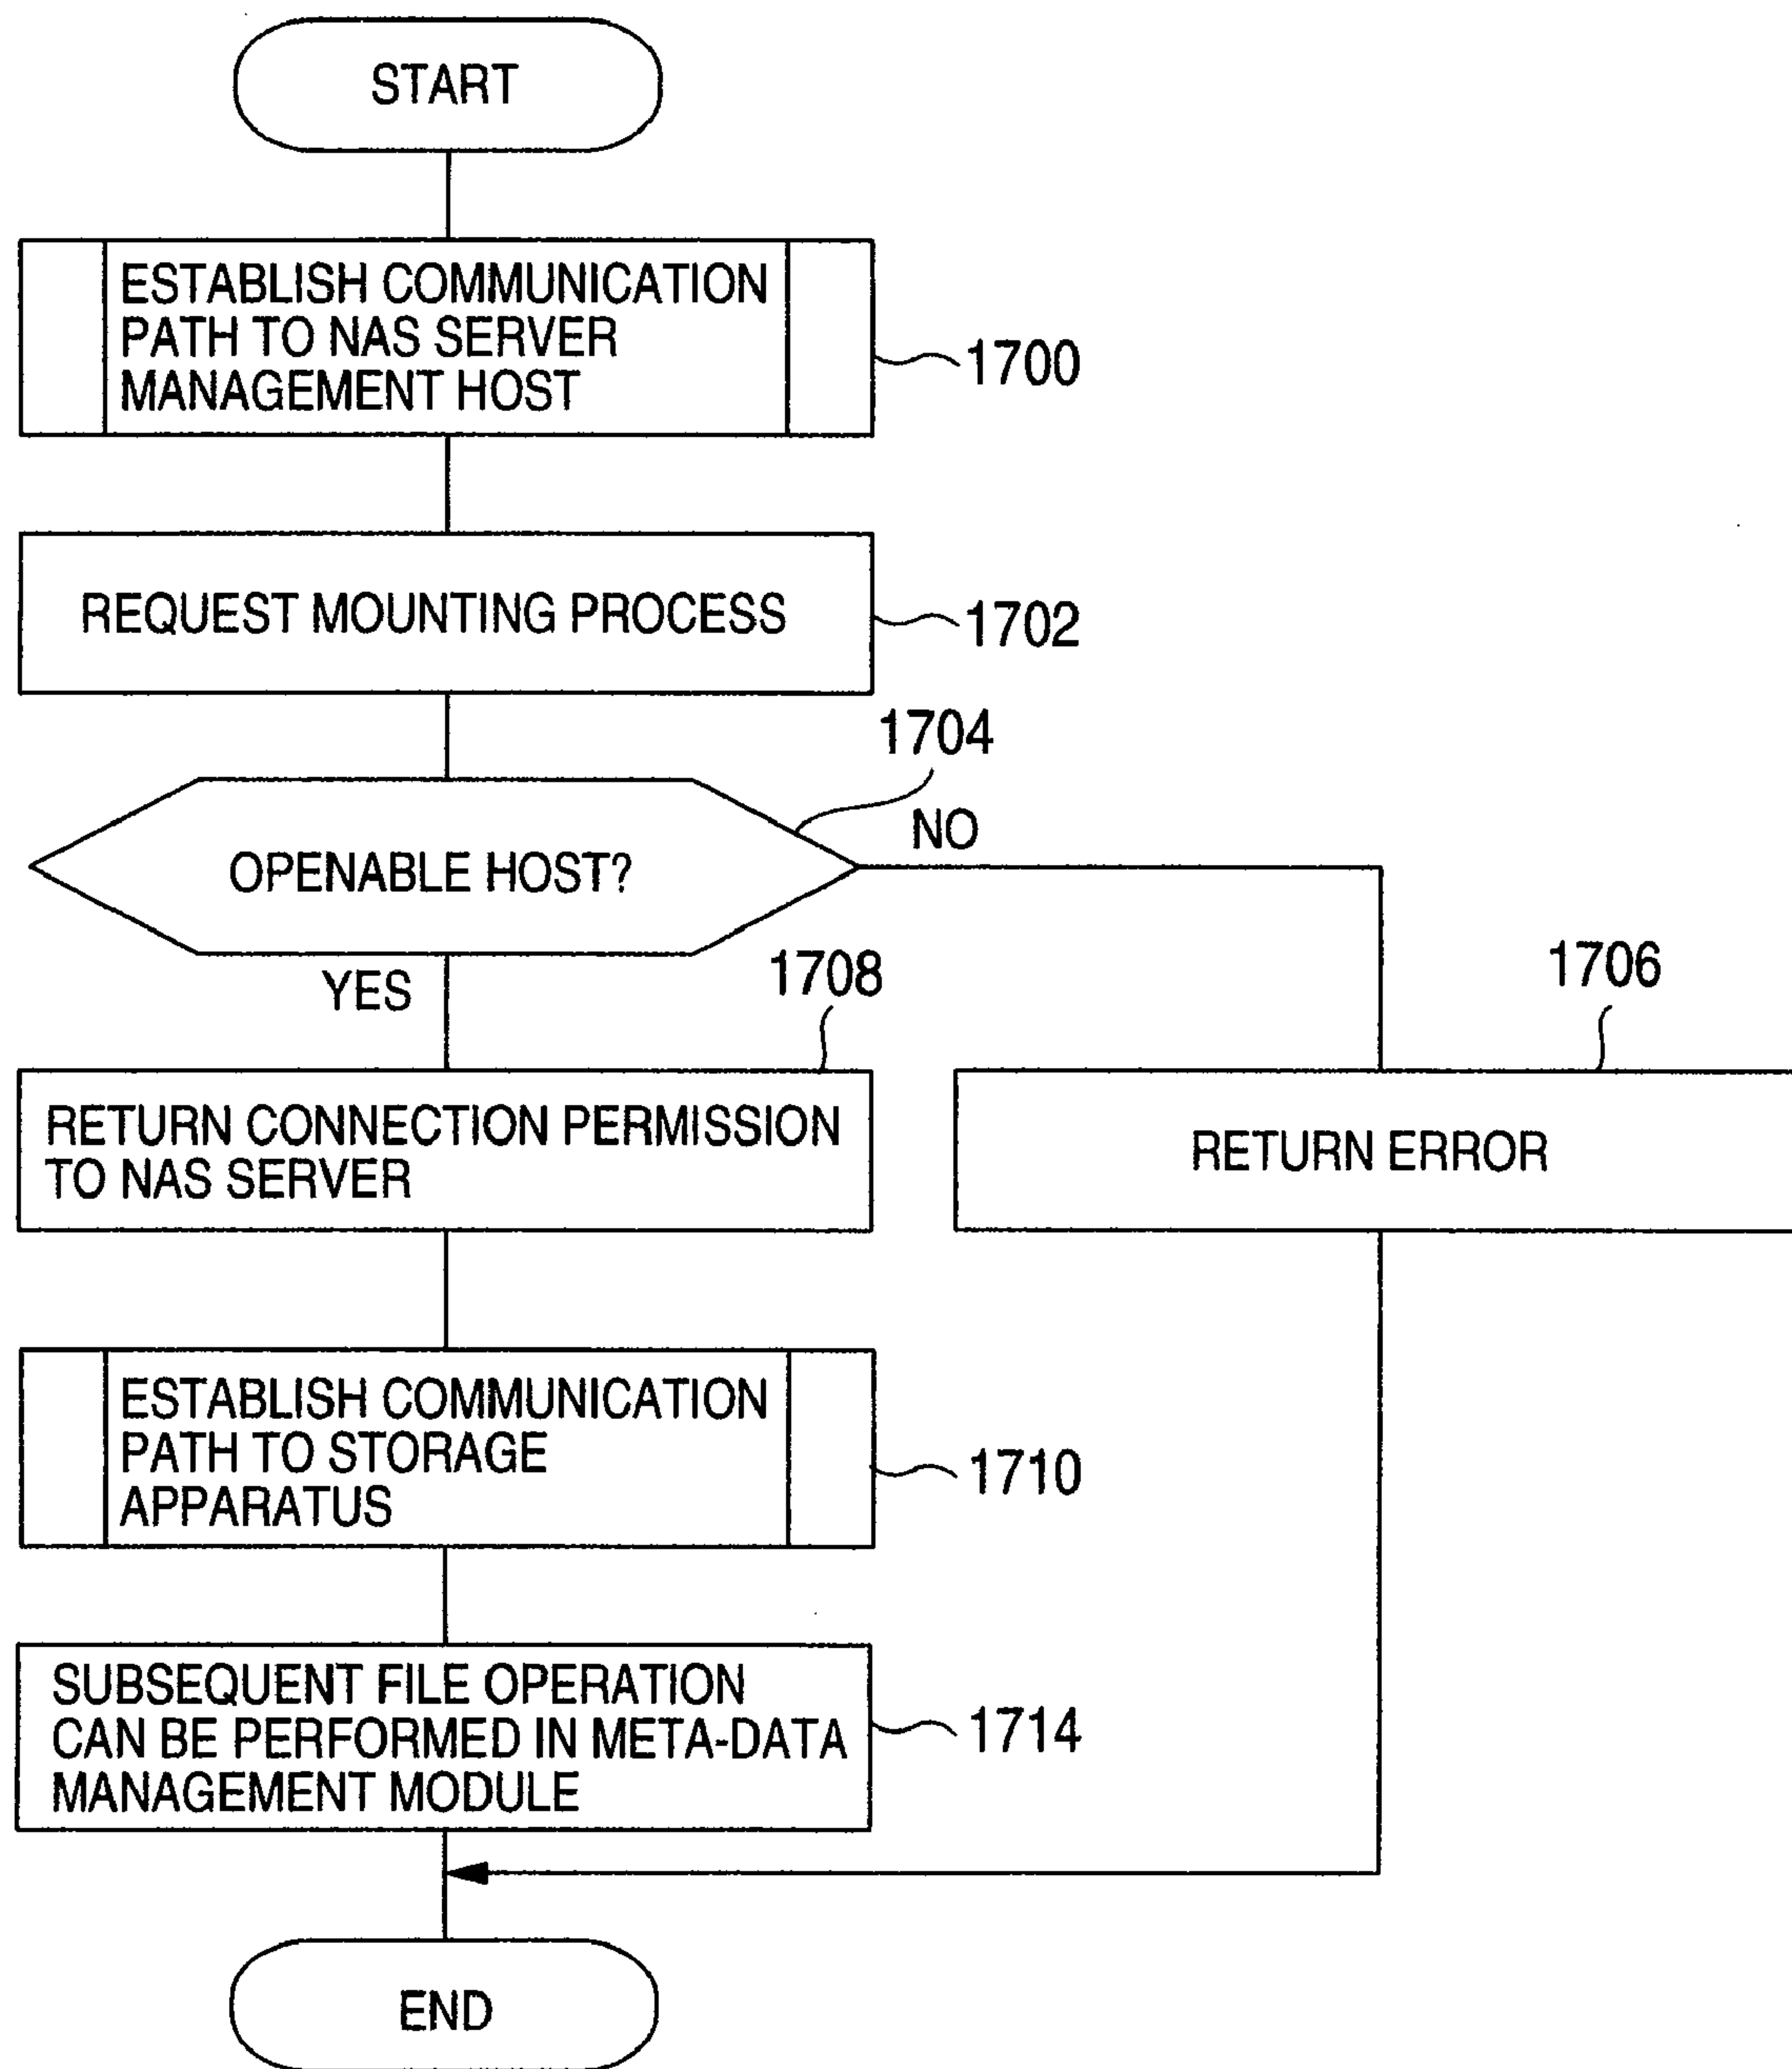 START
ESTABLISH COMMUNICATION
PATH TO NAS SERVER
MANAGEMENT HOST
1700
REQUEST MOUNTING PROCESS
1702
1704
OPENABLE HOST?
NO
YES
1708
1706
RETURN CONNECTION PERMISSION
TO NAS SERVER
RETURN ERROR
ESTABLISH COMMUNICATION
PATH TO STORAGE
APPARATUS
1710
SUBSEQUENT FILE OPERATION
CAN BE PERFORMED IN META-DATA
MANAGEMENT MODULE
1714
END